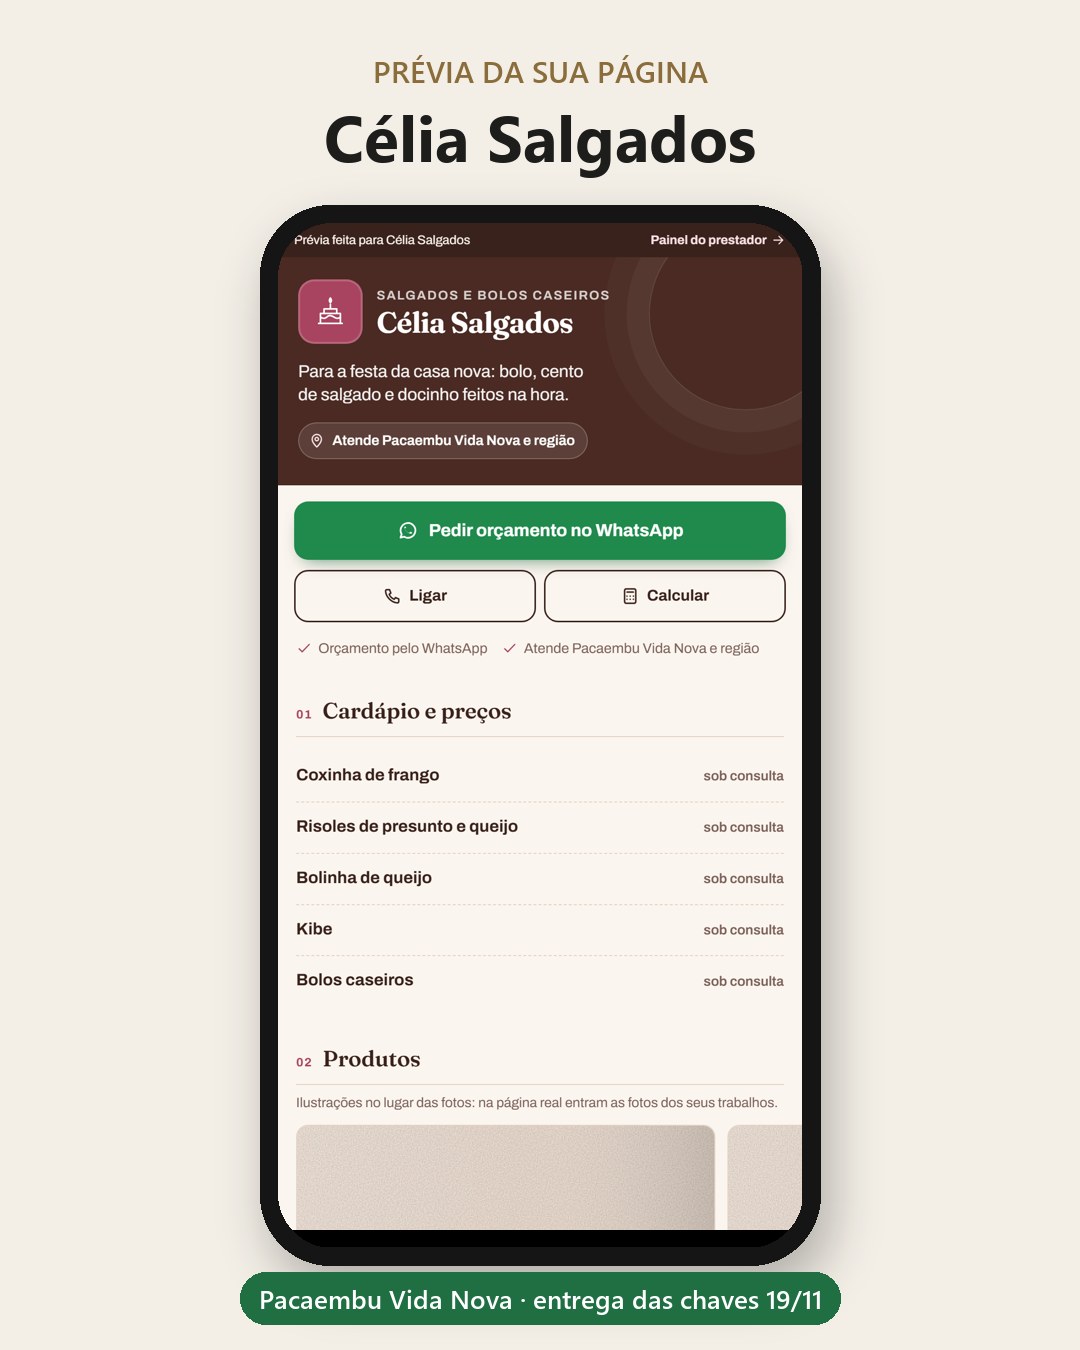 PRÉVIA DA SUA PÁGINA
Célia Salgados
Prévia feita para Célia Salgados
Painel do prestador →
SALGADOS E BOLOS CASEIROS
Célia Salgados
Para a festa da casa nova: bolo, cento
de salgado e docinho feitos na hora.
Atende Pacaembu Vida Nova e região
Pedir orçamento no WhatsApp
Ligar
Calcular
Orçamento pelo WhatsApp
Atende Pacaembu Vida Nova e região
01 Cardápio e preços
Coxinha de frango sob consulta
Risoles de presunto e queijo sob consulta
Bolinha de queijo sob consulta
Kibe sob consulta
Bolos caseiros sob consulta
02 Produtos
Ilustrações no lugar das fotos: na página real entram as fotos dos seus trabalhos.
Pacaembu Vida Nova · entrega das chaves 19/11